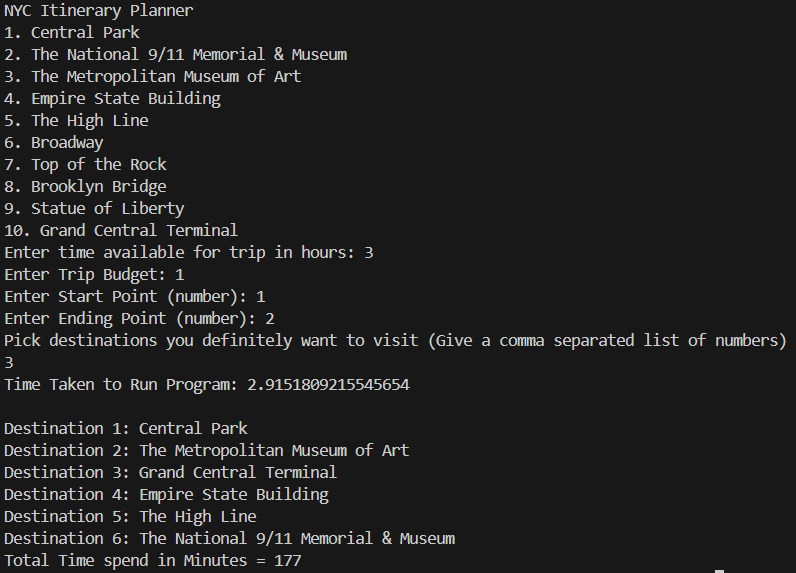 NYC Itinerary Planner
1. Central Park
2. The National 9/11 Memorial & Museum
3. The Metropolitan Museum of Art
4. Empire State Building
5. The High Line
6. Broadway
7. Top of the Rock
8. Brooklyn Bridge
9. Statue of Liberty
10. Grand Central Terminal
Enter time available for trip in hours: 3
Enter Trip Budget: 1
Enter Start Point (number): 1
Enter Ending Point (number): 2
Pick destinations you definitely want to visit (Give a comma separated list of numbers)
3
Time Taken to Run Program: 2.9151809215545654
Destination 1: Central Park
Destination 2: The Metropolitan Museum of Art
Destination 3: Grand Central Terminal
Destination 4: Empire State Building
Destination 5: The High Line
Destination 6: The National 9/11 Memorial & Museum
Total Time spend in Minutes = 177